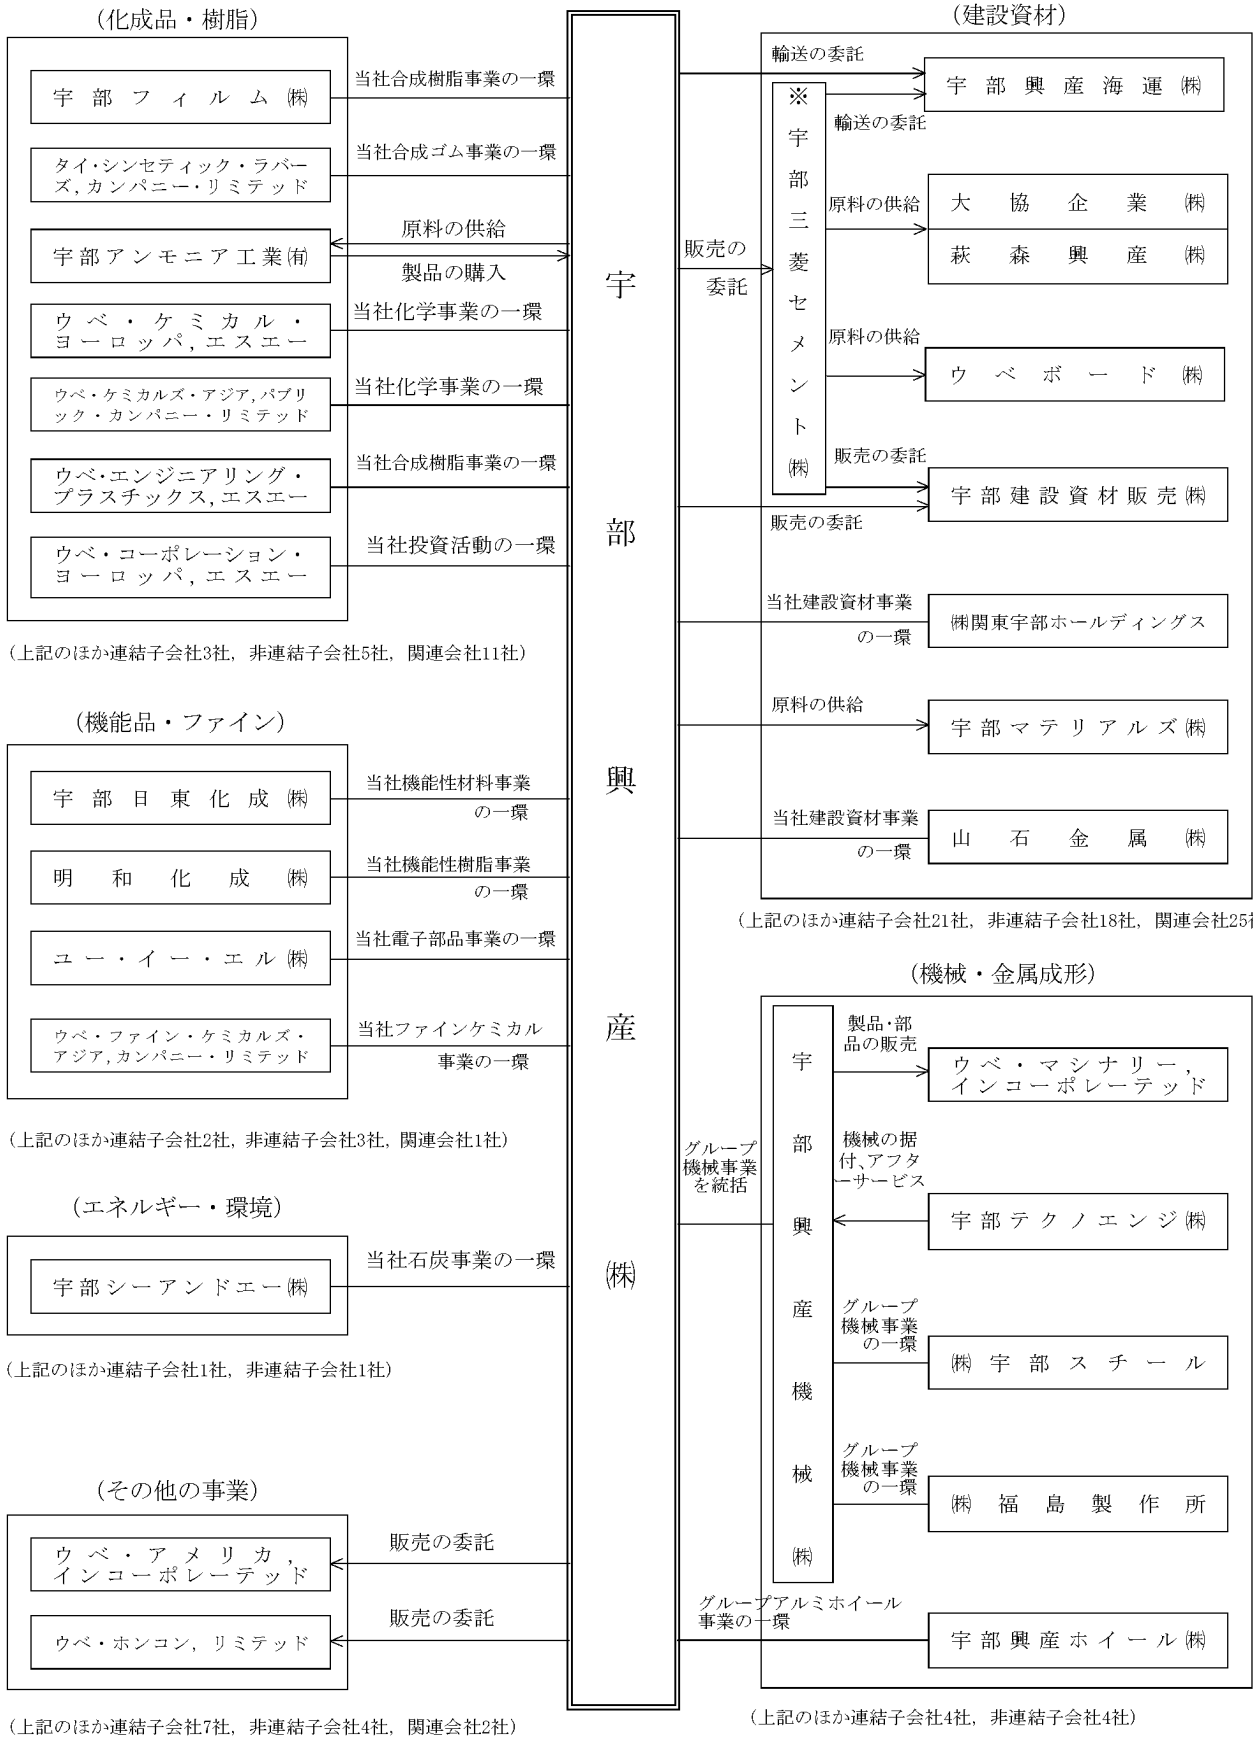 (化成品・樹脂)
当社合成樹脂事業の一環
宇部フィルム㈱
当社合成ゴム事業の一環
タイ・シンセティック・ラバー
ズ,カンパニー・リミテッド
原料の供給
宇部アンモニア工業㈲
製品の購入
当社化学事業の一環
ウベ・ケミカル・
ヨーロッパ,エスエー
当社化学事業の一環
ウベ・ケミカルズ・アジア,パブリ
ック・カンパニー・リミテッド
当社合成樹脂事業の一環
ウベ・エンジニアリング・
プラスチックス,エスエー
当社投資活動の一環
ウベ・コーポレーション・
ヨーロッパ,エスエー
(上記のほか連結子会社3社, 非連結子会社5社, 関連会社11社)
(機能品・ファイン)
当社機能性材料事業
の一環
宇部日東化成㈱
当社機能性樹脂事業
の一環
明和化成㈱
当社電子部品事業の一環
ユー・イー・エル㈱
当社ファインケミカル
事業の一環
ウベ・ファイン・ケミカルズ・
アジア,カンパニー・リミテッド
(上記のほか連結子会社2社, 非連結子会社3社, 関連会社1社)
(エネルギー・環境)
当社石炭事業の一環
宇部シーアンドエー㈱
(上記のほか連結子会社1社, 非連結子会社1社)
(その他の事業)
販売の委託
ウベ・アメリカ,
インコーポレーテッド
販売の委託
ウベ・ホンコン, リミテッド
(上記のほか連結子会社7社, 非連結子会社4社, 関連会社2社)
宇部興産㈱
(建設資材)
輸送の委託
宇部興産海運㈱
輸送の委託
販売の
委託
※宇部三菱セメント㈱
原料の供給
大協企業㈱
萩森興産㈱
原料の供給
ウベボード㈱
販売の委託
宇部建設資材販売㈱
販売の委託
当社建設資材事業
の一環
㈱関東宇部ホールディングス
原料の供給
宇部マテリアルズ㈱
当社建設資材事業
の一環
山石金属㈱
(上記のほか連結子会社21社, 非連結子会社18社, 関連会社25社
(機械・金属成形)
グループ
機械事業
を統括
宇部興産機械㈱
製品・部
品の販売
ウベ・マシナリー,
インコーポレーテッド
機械の据
付、アフタ
ーサービス
宇部テクノエンジ㈱
グループ
機械事業
の一環
㈱宇部スチール
グループ
機械事業
の一環
㈱福島製作所
グループアルミホイール
事業の一環
宇部興産ホイール㈱
(上記のほか連結子会社4社, 非連結子会社4社)